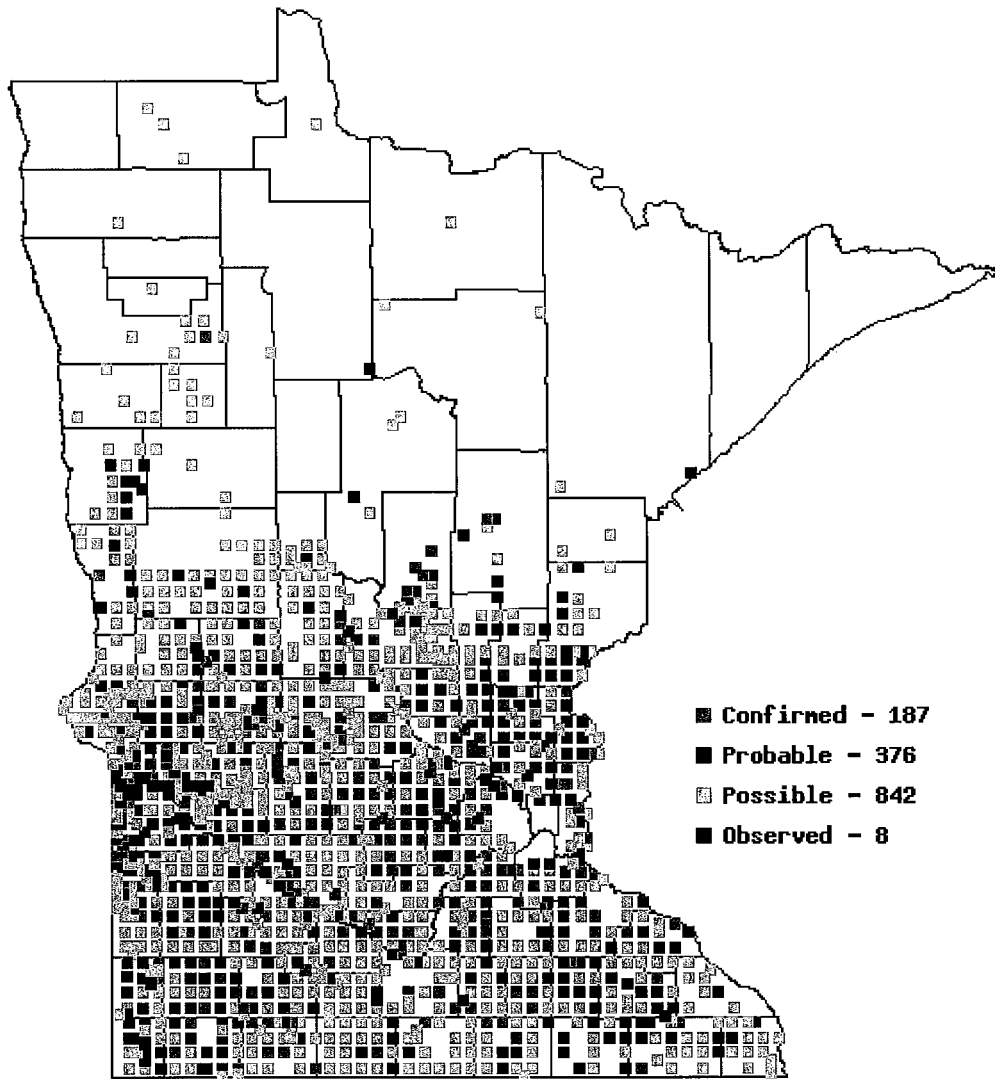 Confirmed - 187
Probable - 376
Possible - 842
Observed - 8